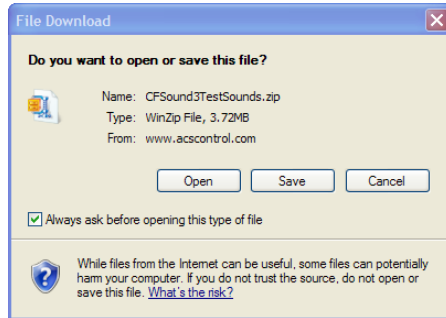 File Download
Do you want to open or save this file?
Name: CFSound3TestSounds.zip
Type: WinZip File, 3.72MB
From: www.acscontrol.com
Open Save Cancel
Always ask before opening this type of file
While files from the Internet can be useful, some files can potentially
harm your computer. If you do not trust the source, do not open or
save this file. What's the risk?